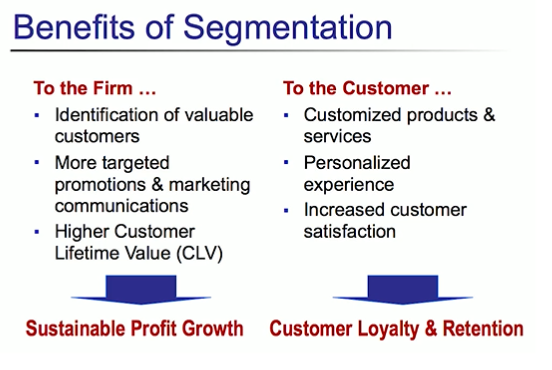 Benefits of Segmentation
To the Firm …
▪ Identification of valuable
customers
▪ More targeted
promotions & marketing
communications
▪ Higher Customer
Lifetime Value (CLV)
Sustainable Profit Growth
To the Customer …
▪ Customized products &
services
▪ Personalized
experience
▪ Increased customer
satisfaction
Customer Loyalty & Retention